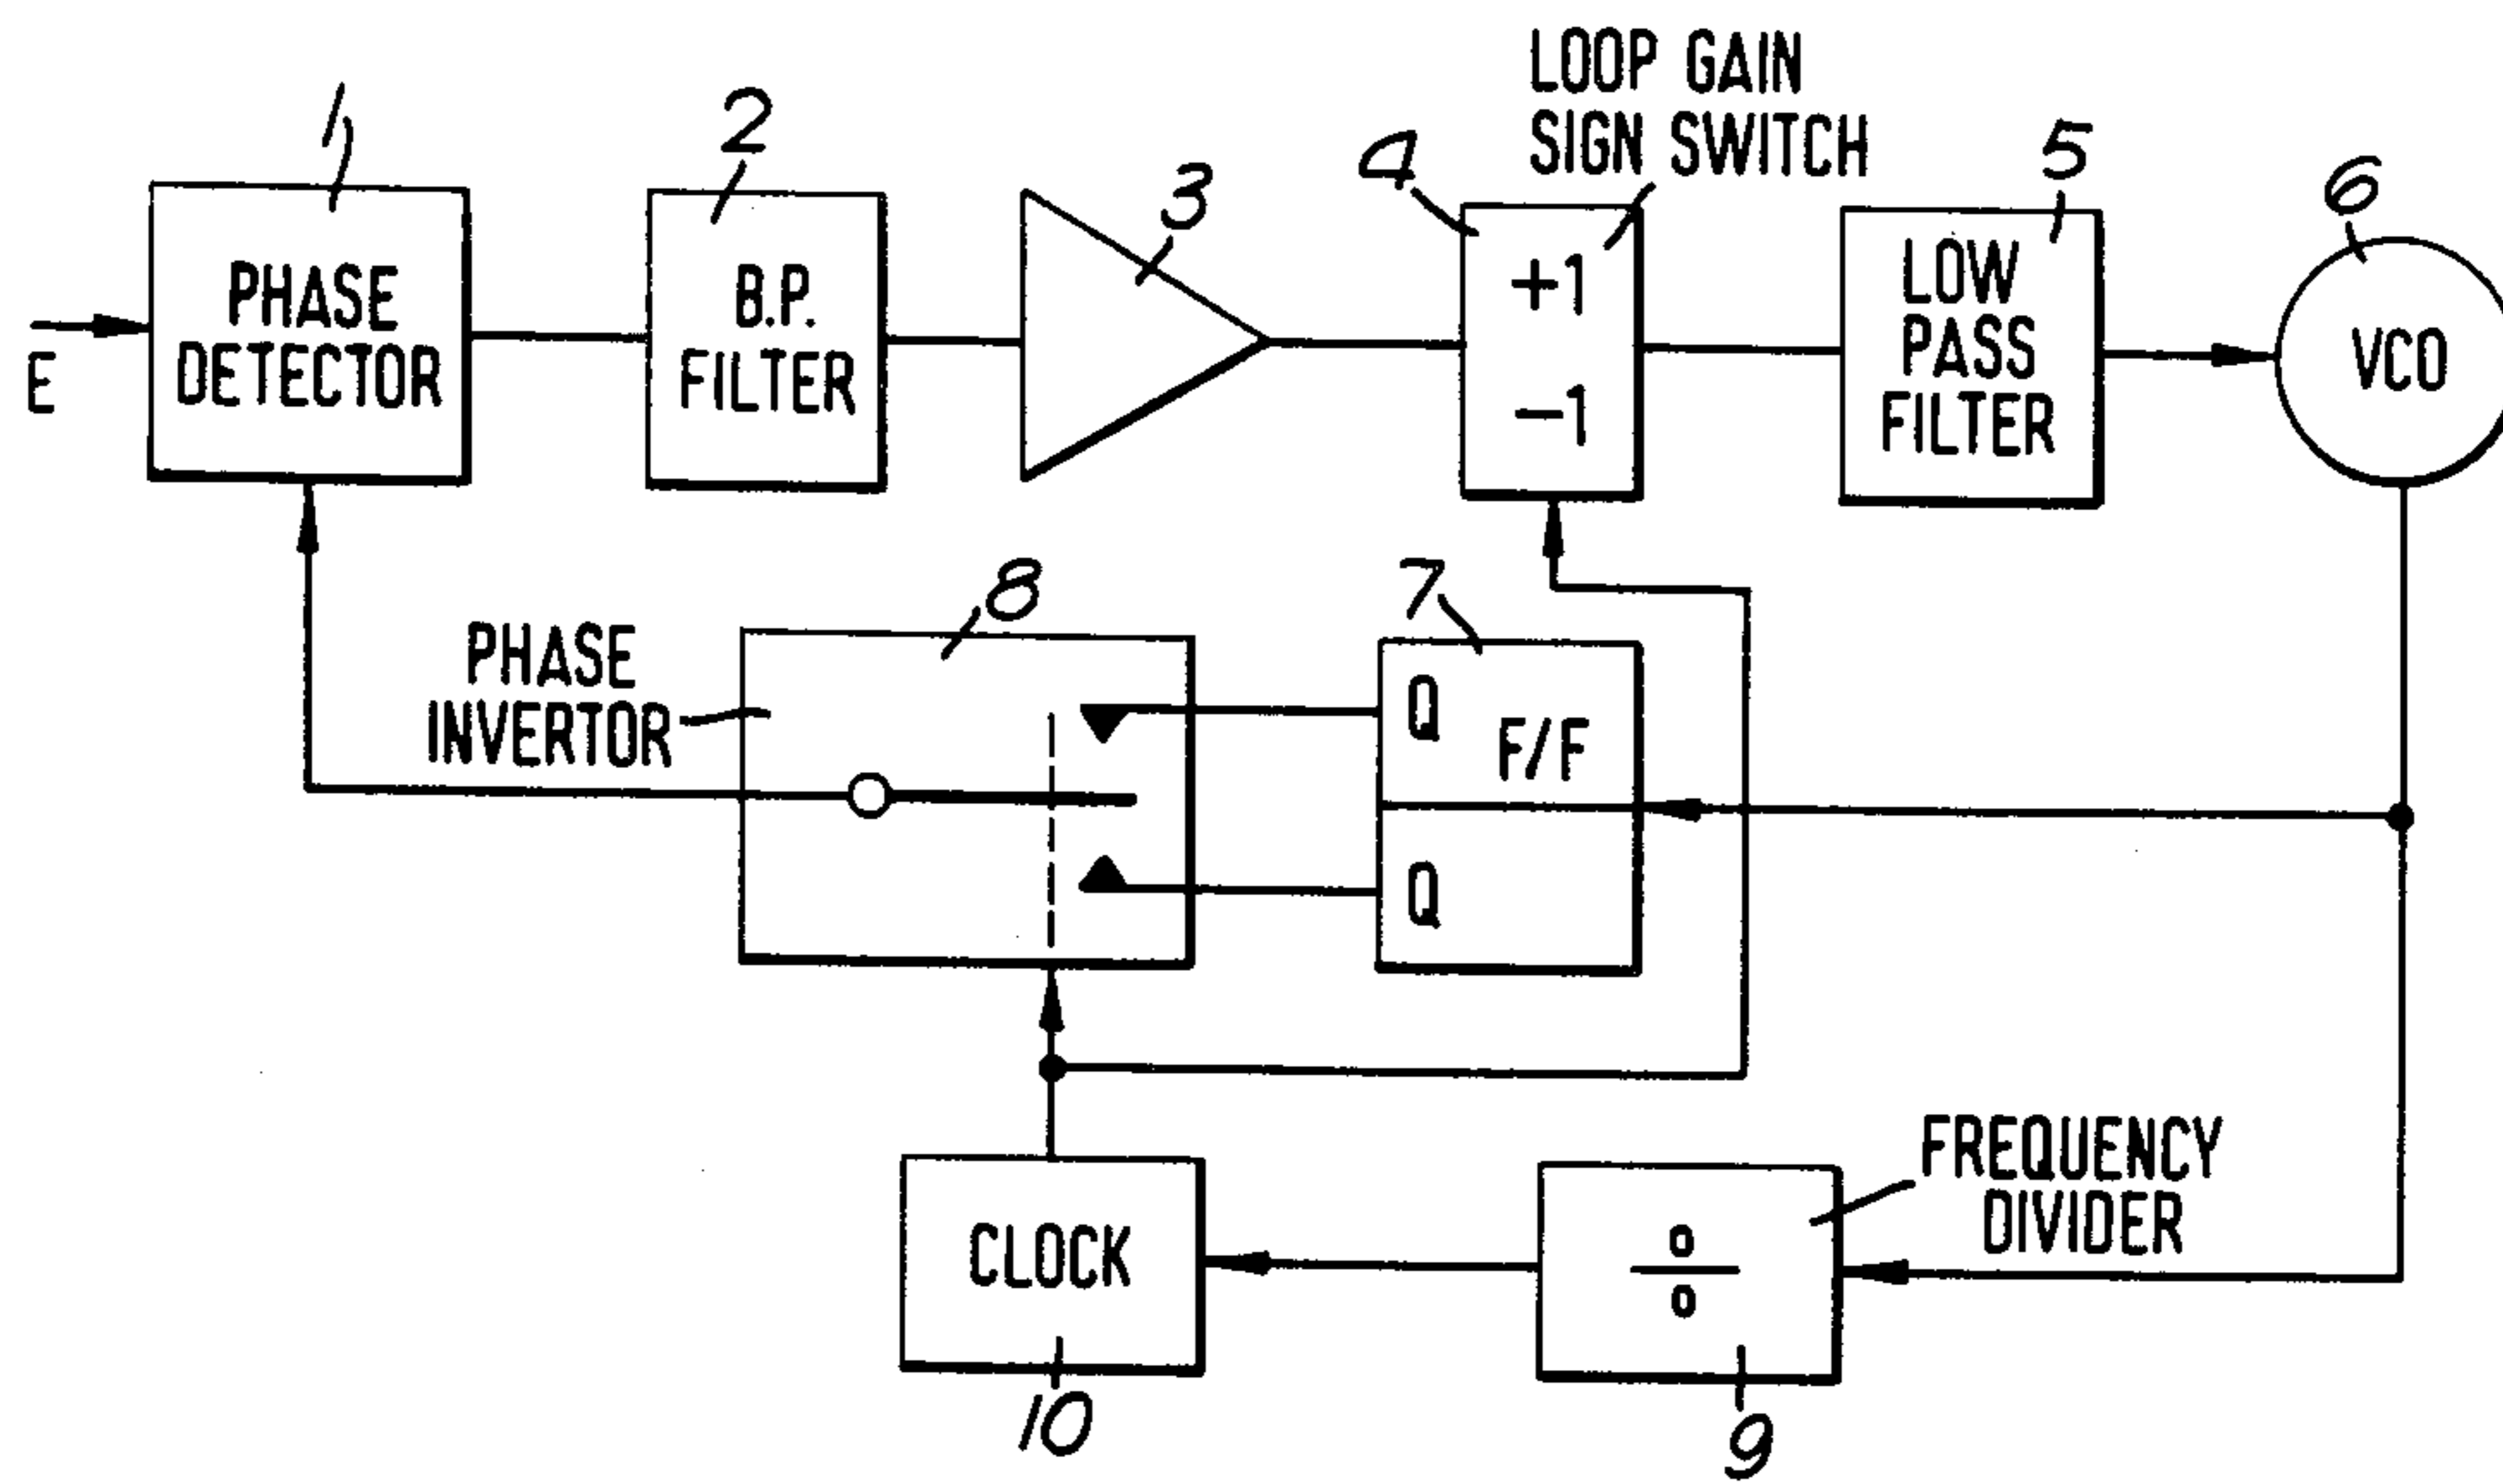 LOOP GAIN
SIGN SWITCH
1
2
3
4
5
6
PHASE
DETECTOR
E
B.P.
FILTER
+1
-1
LOW
PASS
FILTER
VCO
8
7
PHASE
INVERTOR
Q
F/F
Q
FREQUENCY
DIVIDER
CLOCK
10
9